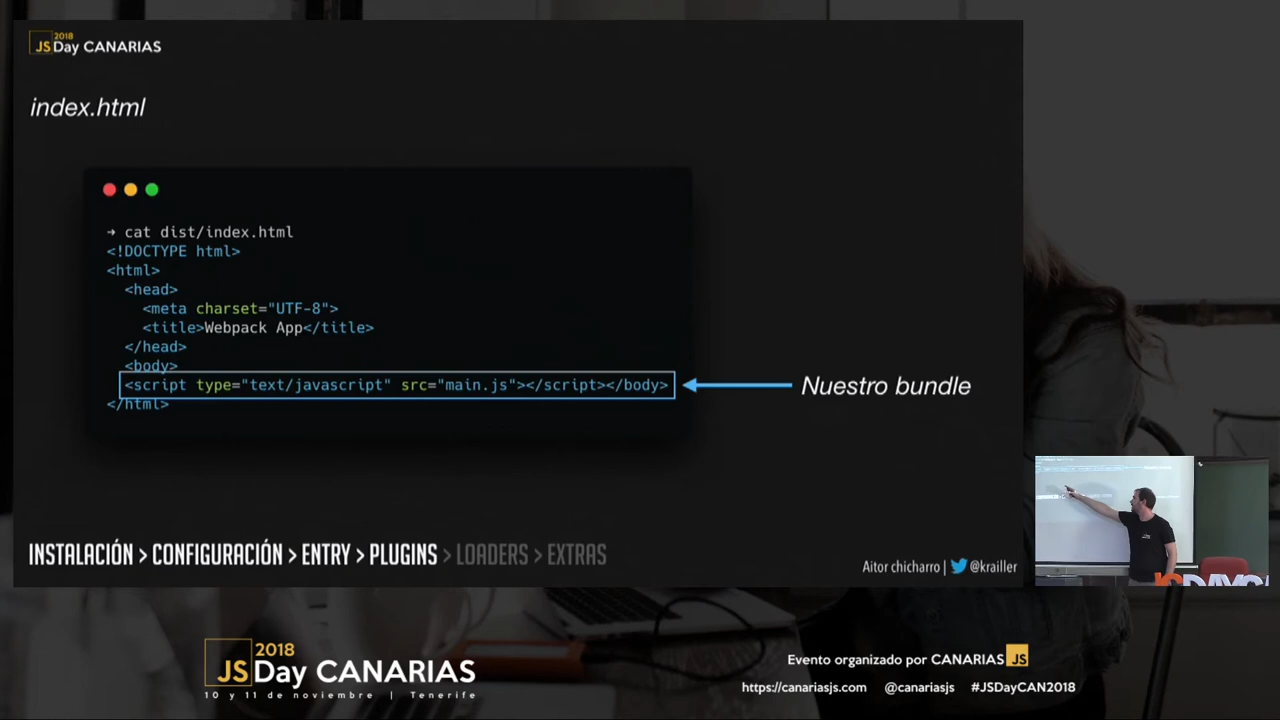 2018
JS Day CANARIAS
index.html
➜ cat dist/index.html
<!DOCTYPE html>
<html>
<head>
<meta charset="UTF-8">
<title>Webpack App</title>
</head>
<body>
<script type="text/javascript" src="main.js"></script></body>
</html>
Nuestro bundle
INSTALACIÓN > CONFIGURACIÓN > ENTRY > PLUGINS > LOADERS > EXTRAS
Aitor chicharro | @krailler
2018
JS Day CANARIAS
10 y 11 de noviembre | Tenerife
Evento organizado por CANARIAS JS
https://canariasjs.com @canariasjs #JSDayCAN2018